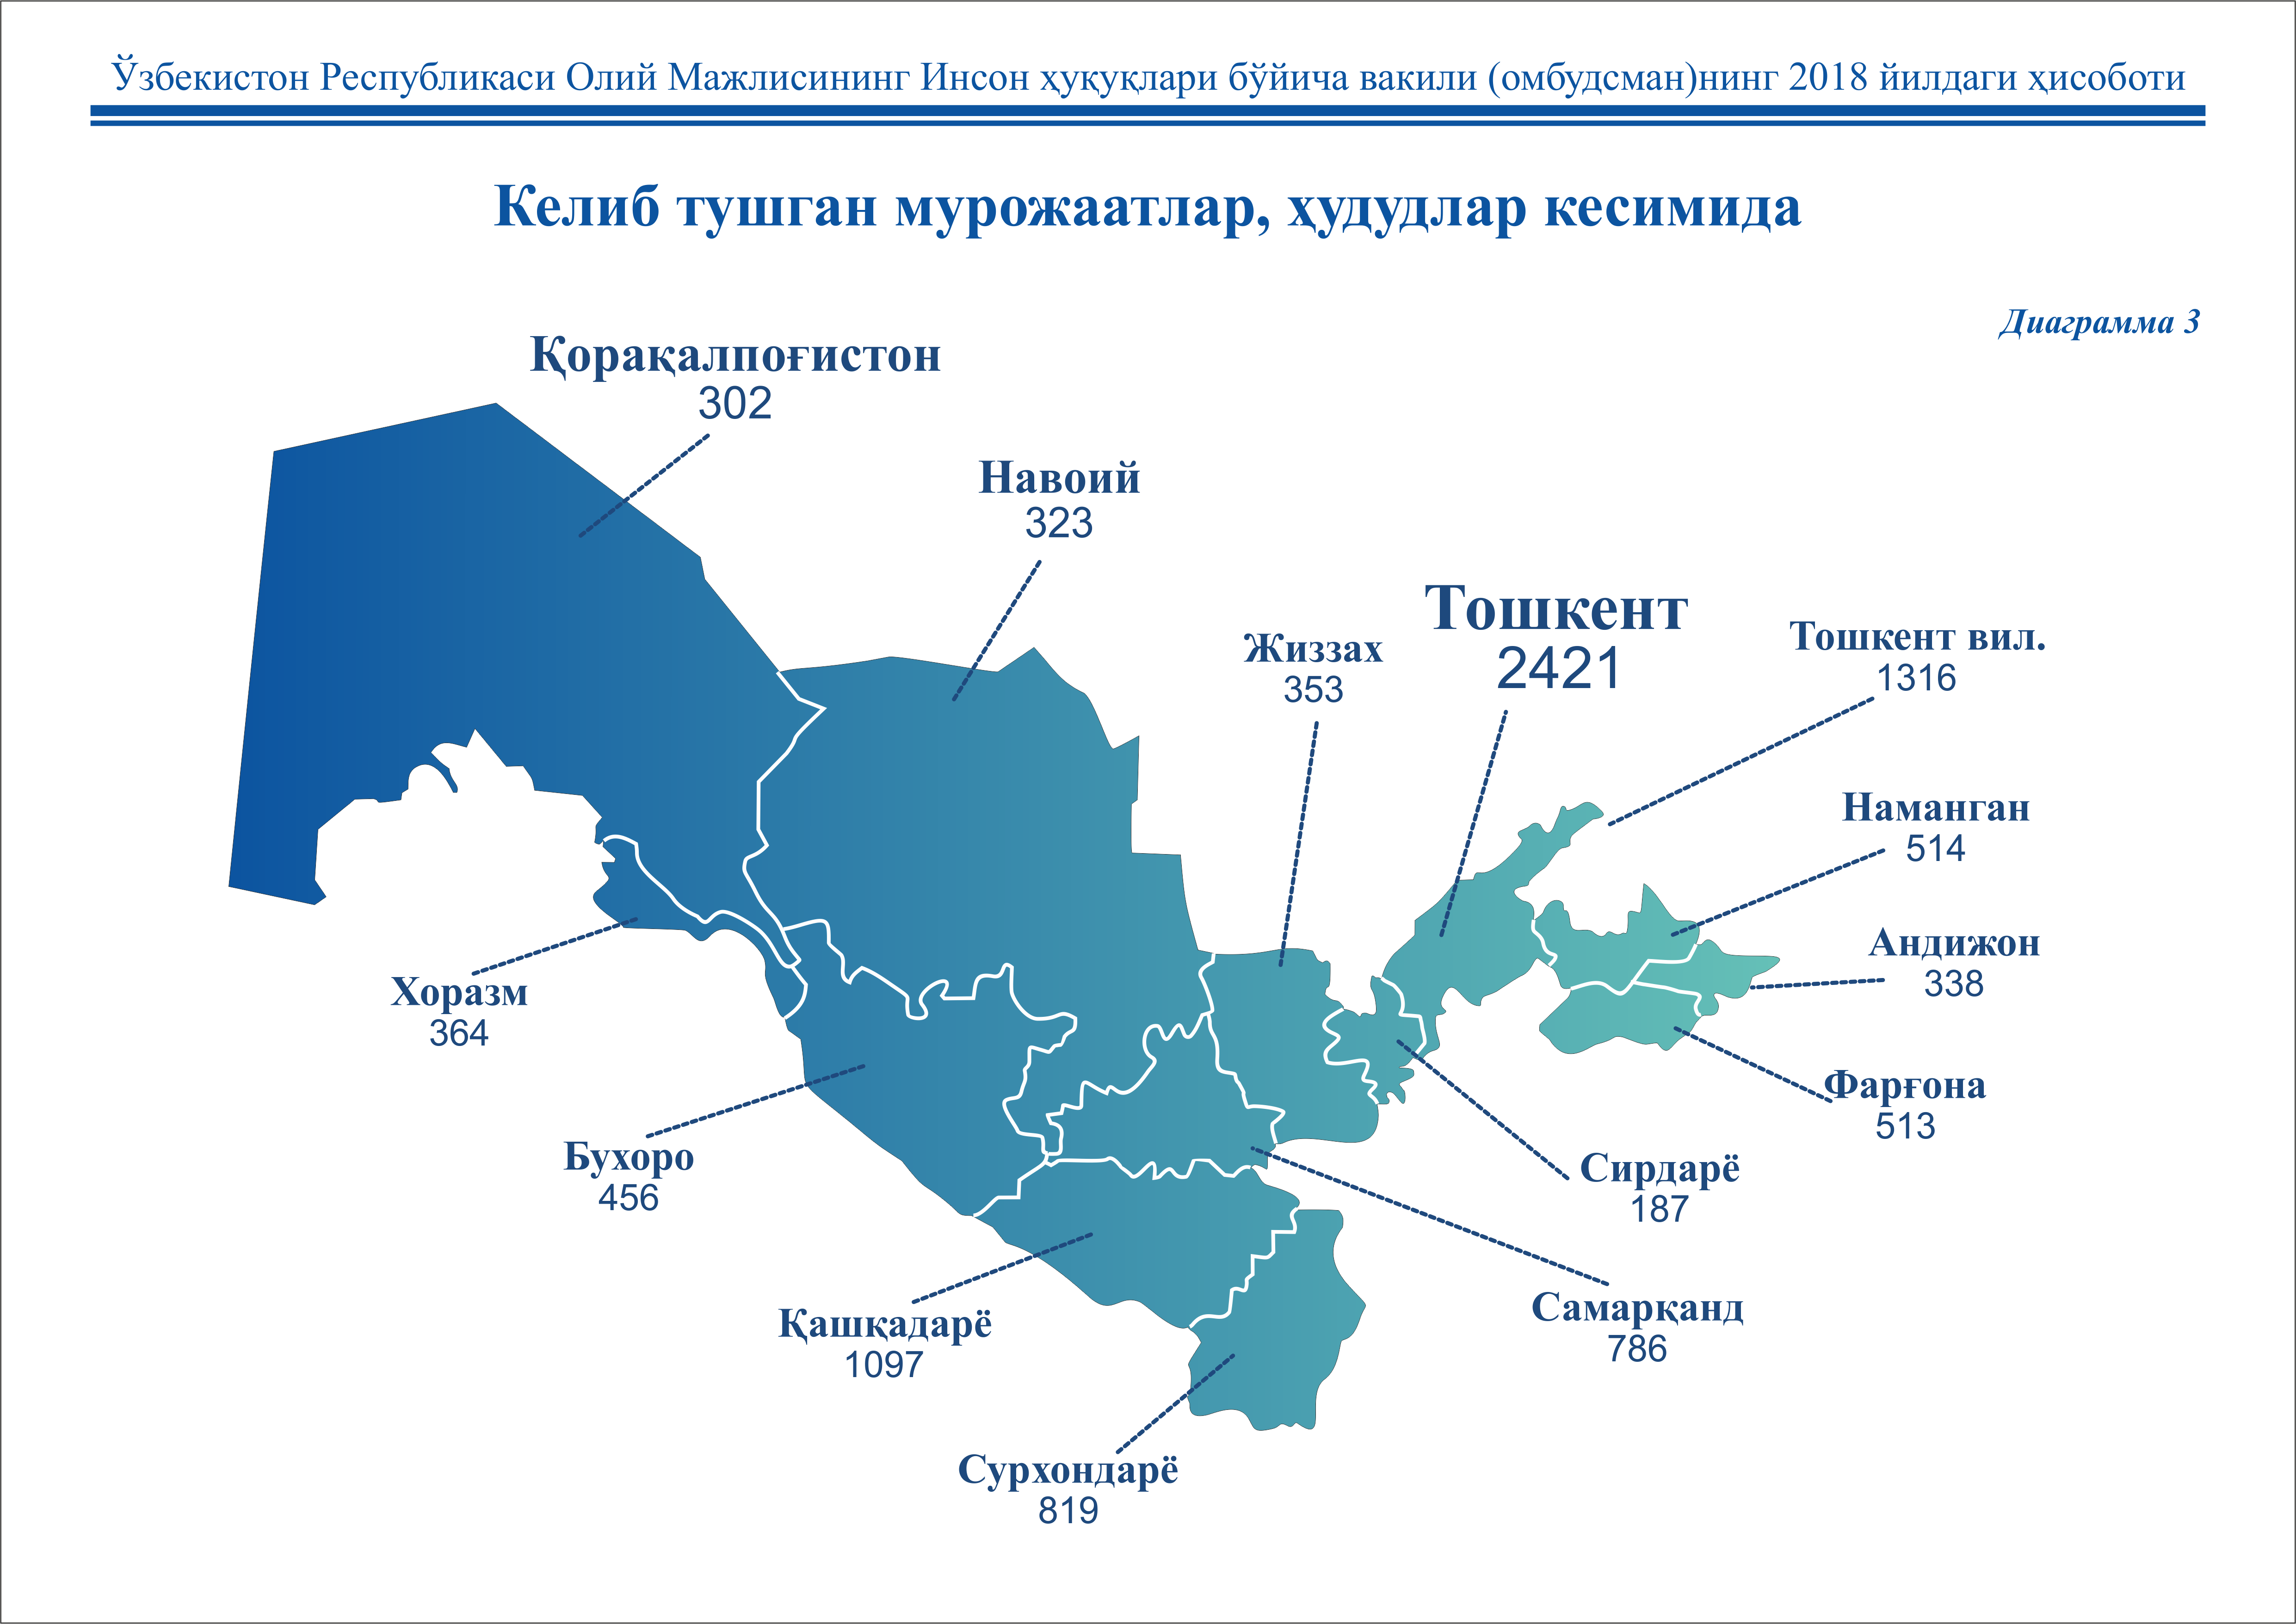 Ўзбекистон Республикаси Олий Мажлисининг Инсон ҳуқуқлари бўйича вакили (омбудсман)нинг 2018 йилдаги ҳисоботи
Келиб тушган мурожаатлар, ҳудудлар кесимида
Диаграмма 3
Қорақалпоғистон
302
Навоий
323
Тошкент
2421
Жиззах
353
Тошкент вил.
1316
Наманган
514
Андижон
338
Хоразм
364
Фарғона
513
Бухоро
456
Сирдарё
187
Самарқанд
786
Қашқадарё
1097
Сурхондарё
819